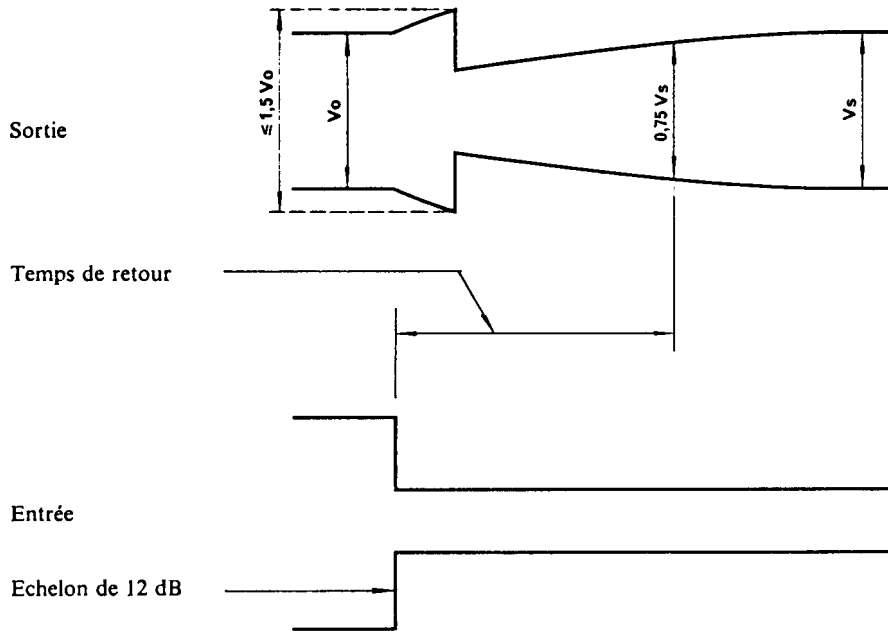 Sortie
≤ 1,5 Vo
Vo
0,75 Vs
Vs
Temps de retour
Entrée
Echelon de 12 dB